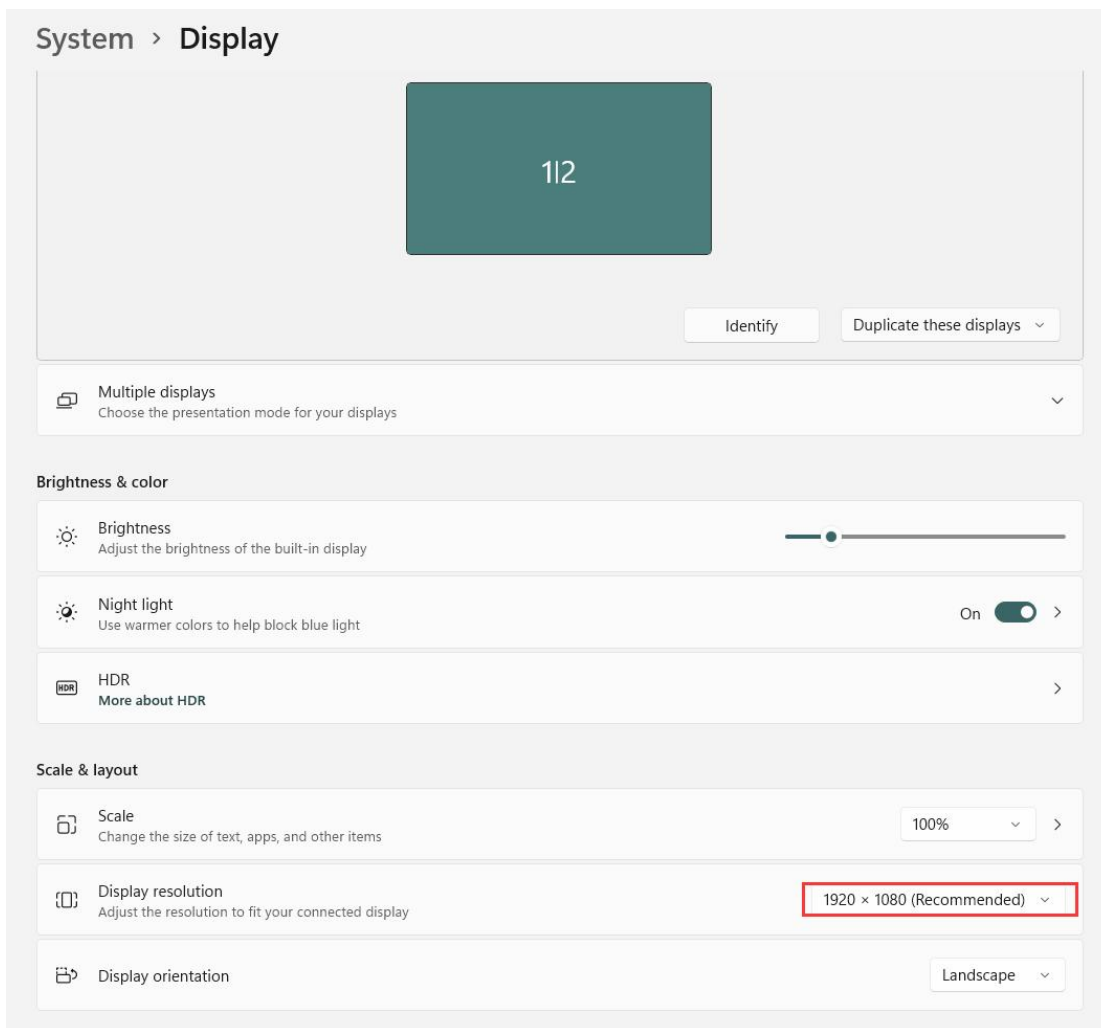 System > Display
1|2
Identify
Duplicate these displays
Multiple displays
Choose the presentation mode for your displays
Brightness & color
Brightness
Adjust the brightness of the built-in display
Night light
Use warmer colors to help block blue light
On
HDR
HDR
More about HDR
Scale & layout
Scale
Change the size of text, apps, and other items
100%
Display resolution
Adjust the resolution to fit your connected display
1920 × 1080 (Recommended)
Display orientation
Landscape